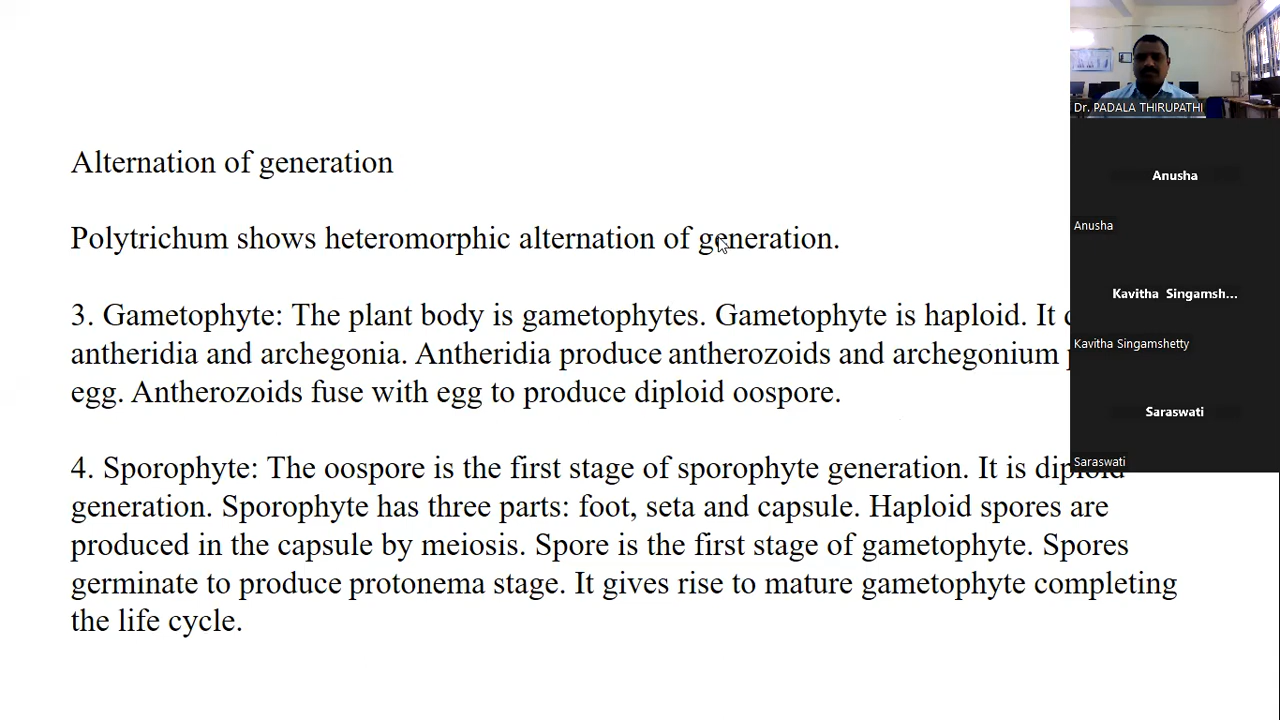 Alternation of generation
Polytrichum shows heteromorphic alternation of generation.
3. Gametophyte: The plant body is gametophytes. Gametophyte is haploid. It
antheridia and archegonia. Antheridia produce antherozoids and archegonium
egg. Antherozoids fuse with egg to produce diploid oospore.
4. Sporophyte: The oospore is the first stage of sporophyte generation. It is diploid
generation. Sporophyte has three parts: foot, seta and capsule. Haploid spores are
produced in the capsule by meiosis. Spore is the first stage of gametophyte. Spores
germinate to produce protonema stage. It gives rise to mature gametophyte completing
the life cycle.
Dr. PADALA THIRUPATHI
Anusha
Anusha
Kavitha Singamsh...
Kavitha Singamshetty
Saraswati
Saraswati